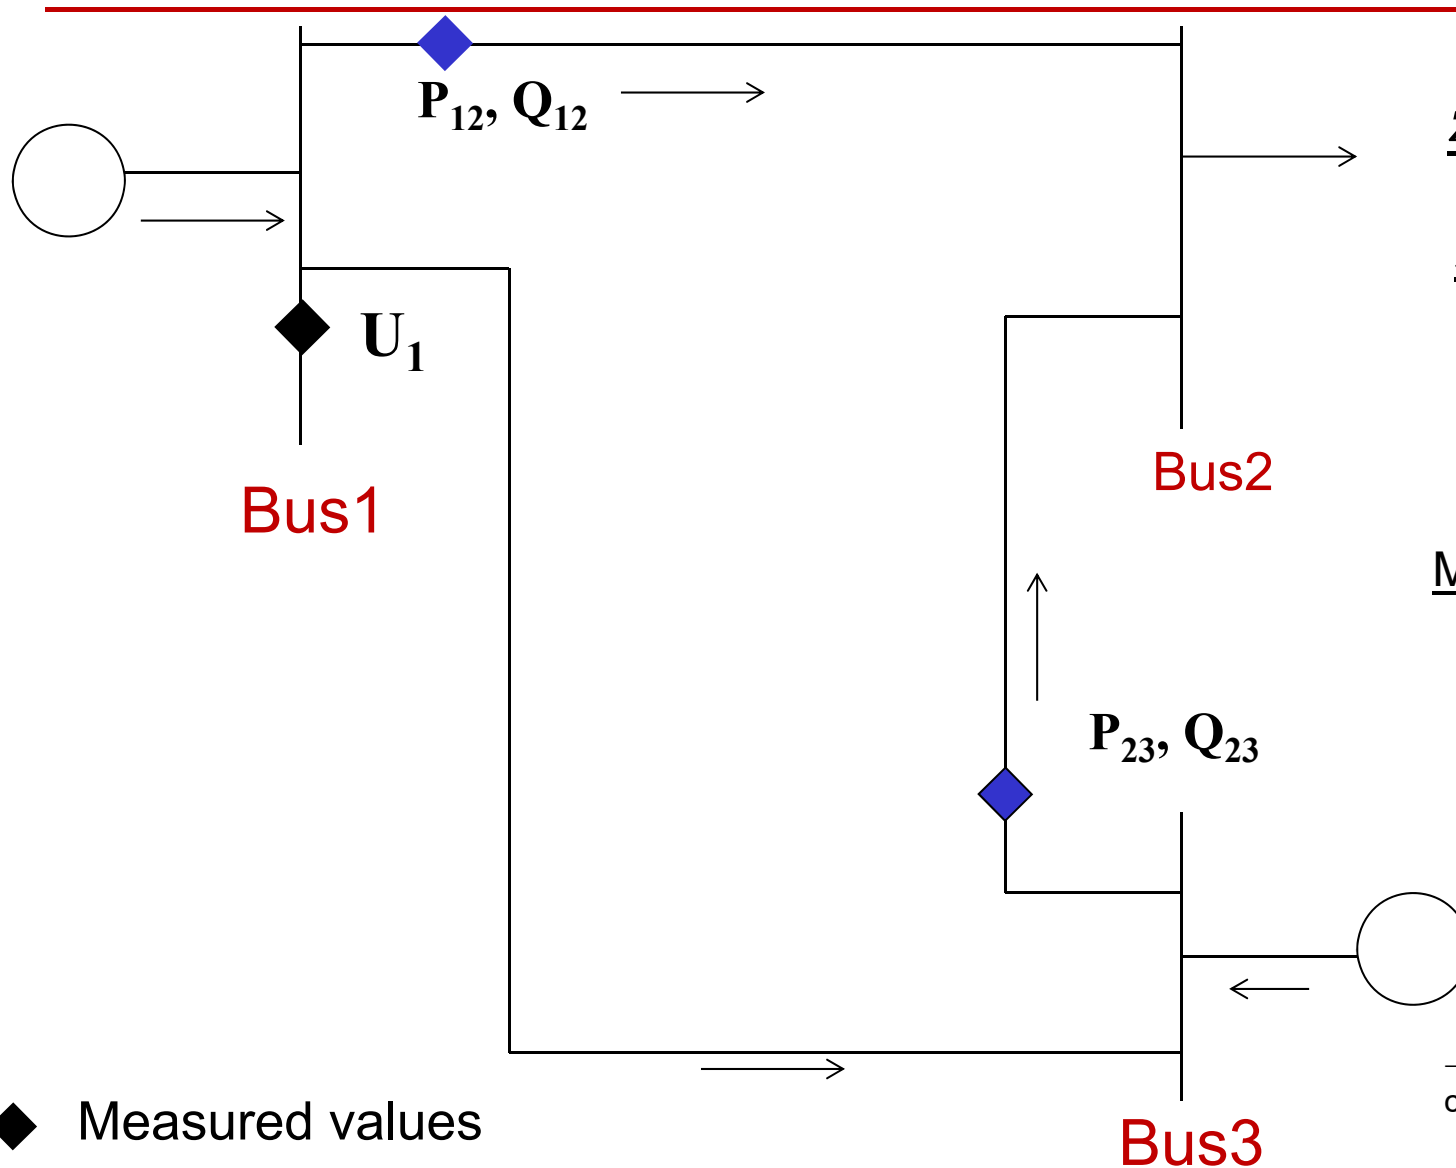 P12, Q12
U1
Bus1
Bus2
P23, Q23
Measured values
Bus3